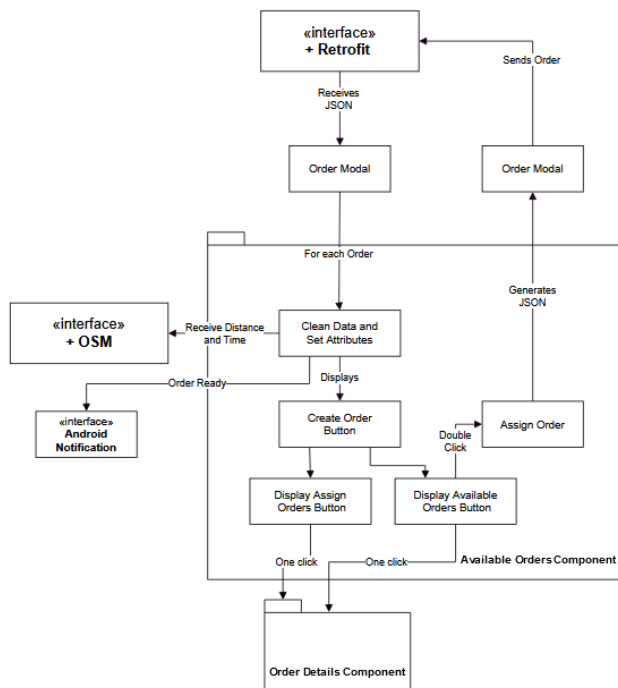 «interface»
+ Retrofit
Sends Order
Receives
JSON
Order Modal
Order Modal
For each Order
Generates
JSON
«interface»
+ OSM
Receive Distance
and Time
Clean Data and
Set Attributes
Order Ready
Displays
«interface»
Android
Notification
Create Order
Button
Double
Click
Assign Order
Display Assign
Orders Button
Display Available
Orders Button
One click
One click
Available Orders Component
Order Details Component